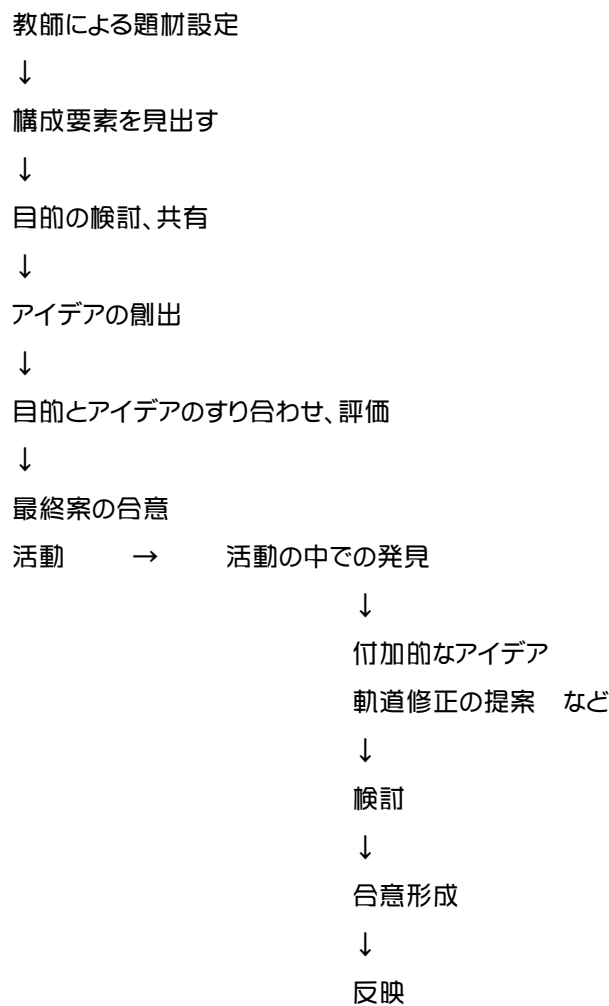 教師による題材設定
↓
構成要素を見出す
↓
目的の検討、共有
↓
アイデアの創出
↓
目的とアイデアのすり合わせ、評価
↓
最終案の合意
活動　→　活動の中での発見
↓
付加的なアイデア
軌道修正の提案　など
↓
検討
↓
合意形成
↓
反映